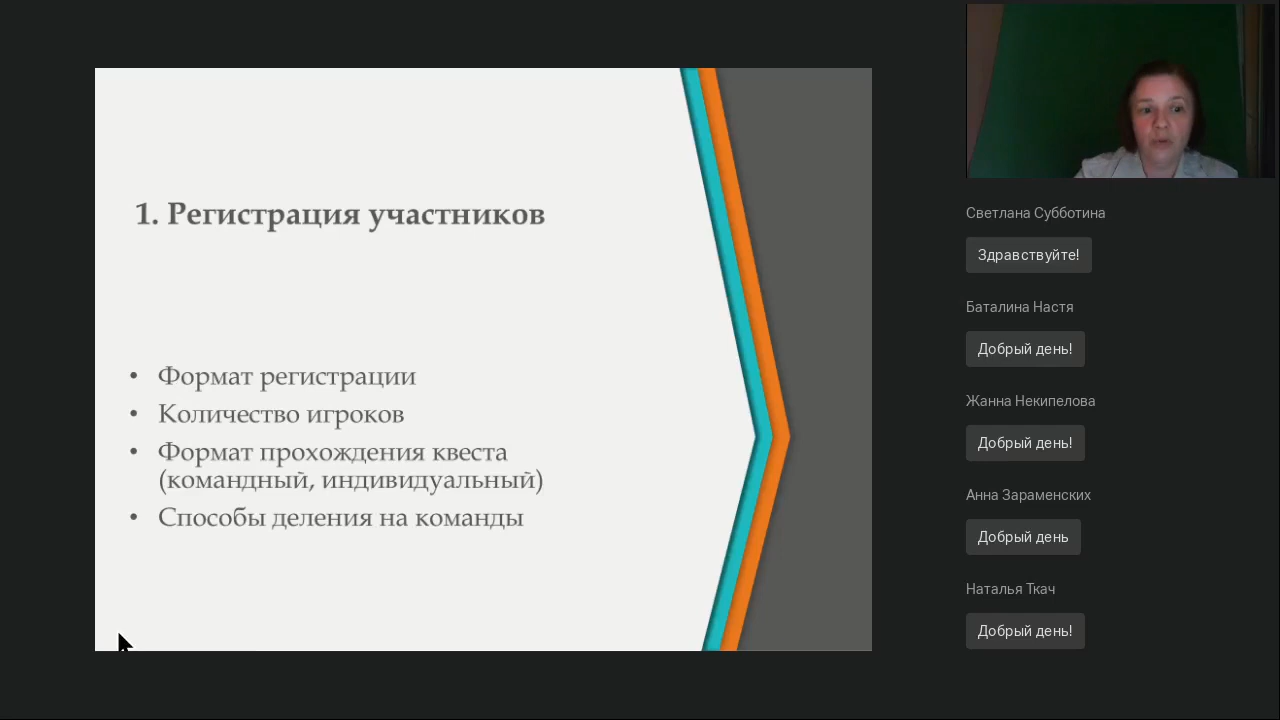 1. Регистрация участников
• Формат регистрации
• Количество игроков
• Формат прохождения квеста
(командный, индивидуальный)
• Способы деления на команды
Светлана Субботина
Здравствуйте!
Баталина Настя
Добрый день!
Жанна Некипелова
Добрый день!
Анна Зараменских
Добрый день
Наталья Ткач
Добрый день!